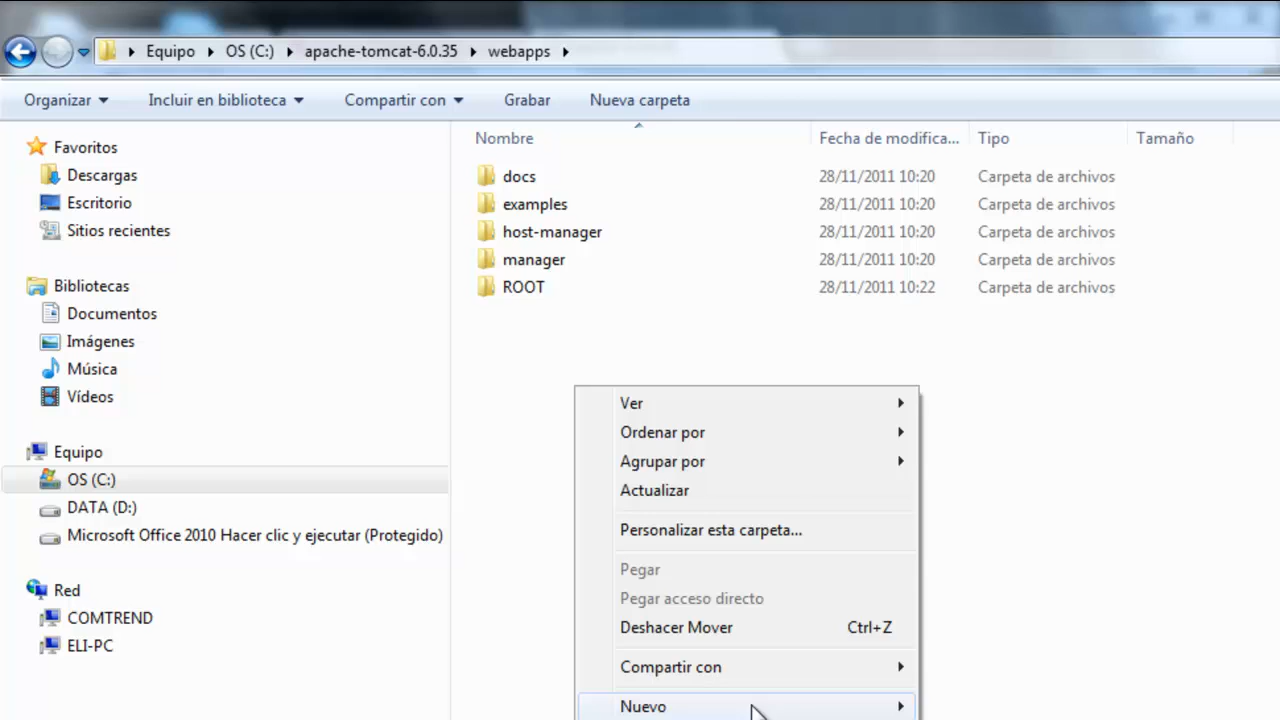 Equipo OS (C:) apache-tomcat-6.0.35 webapps
Organizar Incluir en biblioteca Compartir con Grabar Nueva carpeta
Favoritos
Descargas
Escritorio
Sitios recientes
Bibliotecas
Documentos
Imágenes
Música
Vídeos
Equipo
OS (C:)
DATA (D:)
Microsoft Office 2010 Hacer clic y ejecutar (Protegido)
Red
COMTREND
ELI-PC
Nombre Fecha de modifica... Tipo Tamaño
docs 28/11/2011 10:20 Carpeta de archivos
examples 28/11/2011 10:20 Carpeta de archivos
host-manager 28/11/2011 10:20 Carpeta de archivos
manager 28/11/2011 10:20 Carpeta de archivos
ROOT 28/11/2011 10:22 Carpeta de archivos
Ver
Ordenar por
Agrupar por
Actualizar
Personalizar esta carpeta...
Pegar
Pegar acceso directo
Deshacer Mover Ctrl+Z
Compartir con
Nuevo